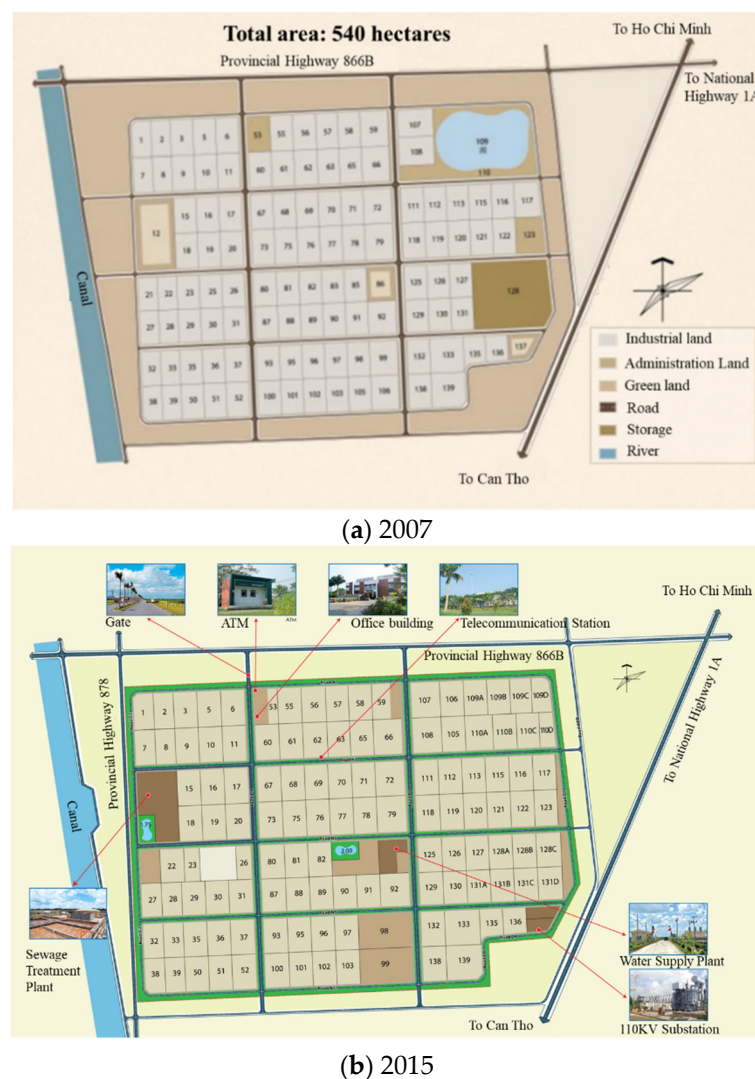 Total area: 540 hectares
To Ho Chi Minh
Provincial Highway 866B
To National
Highway 1A
1 2 3 5 6
53 55 56 57 58 59
107
109
7 8 9 10 11
60 61 62 63 65 66
108
110
12
15 16 17
67 68 69 70 71 72
111 112 113 115 116 117
18 19 20
73 75 76 77 78 79
118 119 120 121 122 123
Canal
21 22 23 25 26
80 81 82 83 85 86
125 126 127
128
27 28 29 30 31
87 88 89 90 91 92
129 130 131
32 33 35 36 37
93 95 96 97 98 99
132 133 135 136 137
38 39 50 51 52
100 101 102 103 105 106
138 139
Industrial land
Administration Land
Green land
Road
Storage
River
To Can Tho
(a) 2007
Gate
ATM
ATM
Office building
Telecommunication Station
To Ho Chi Minh
Provincial Highway 866B
Provincial Highway 878
To National Highway 1A
1 2 3 5 6
53 55 56 57 58 59
107 106 109A 109B 109C 109D
7 8 9 10 11
60 61 62 63 65 66
108 105 110A 110B 110C 110D
15 16 17
67 68 69 70 71 72
111 112 113 115 116 117
18 19 20
73 75 76 77 78 79
118 119 120 121 122 123
Canal
22 23 26
80 81 82
2.00
125 126 127 128A 128B 128C
27 28 29 30 31
87 88 89 90 91 92
129 130 131A 131B 131C 131D
32 33 35 36 37
93 95 96 97 98
132 133 135 136
38 39 50 51 52
100 101 102 103 99
138 139
Sewage
Treatment
Plant
Water Supply Plant
110KV Substation
To Can Tho
(b) 2015